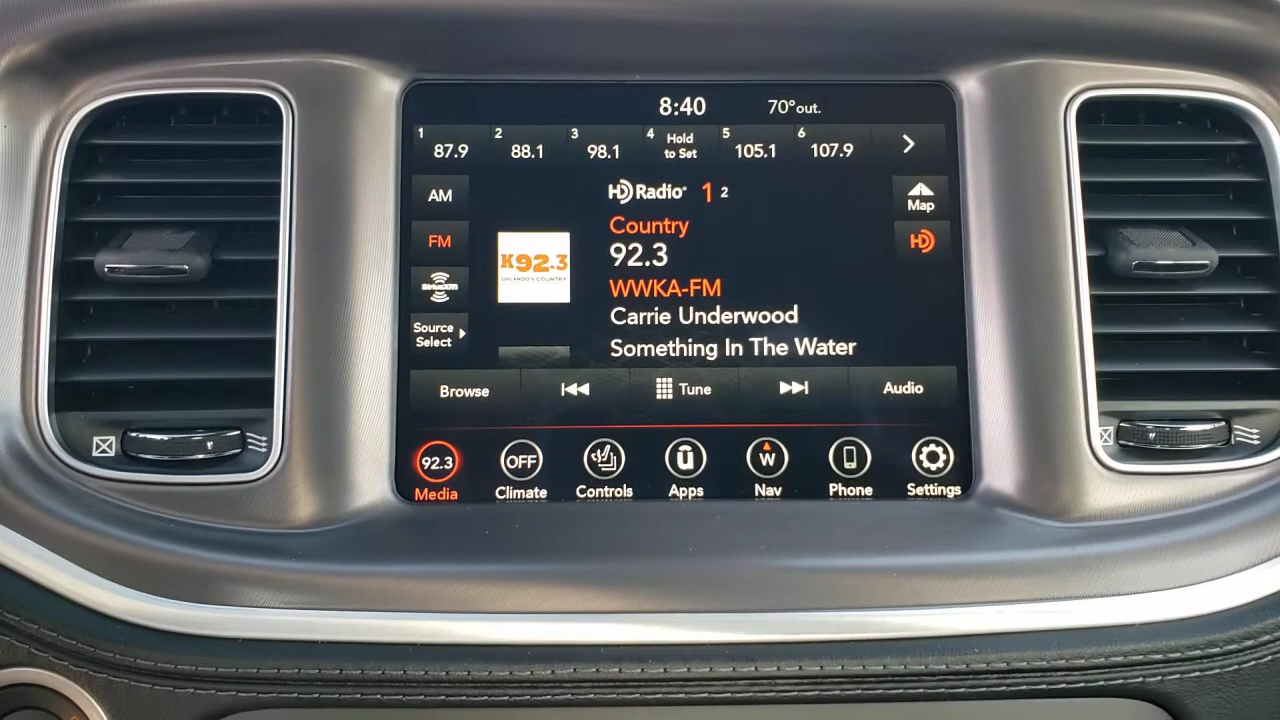 8:40 70°out.
1 87.9 2 88.1 3 98.1 4 Hold to Set 5 105.1 6 107.9
AM
FM
SiriusXM
Source
Select
K92.3
ORLANDO'S COUNTRY
HD Radio 1 2
Country
92.3
WWKA-FM
Carrie Underwood
Something In The Water
Map
HD
Browse Tune Audio
92.3 OFF W
Media Climate Controls Apps Nav Phone Settings